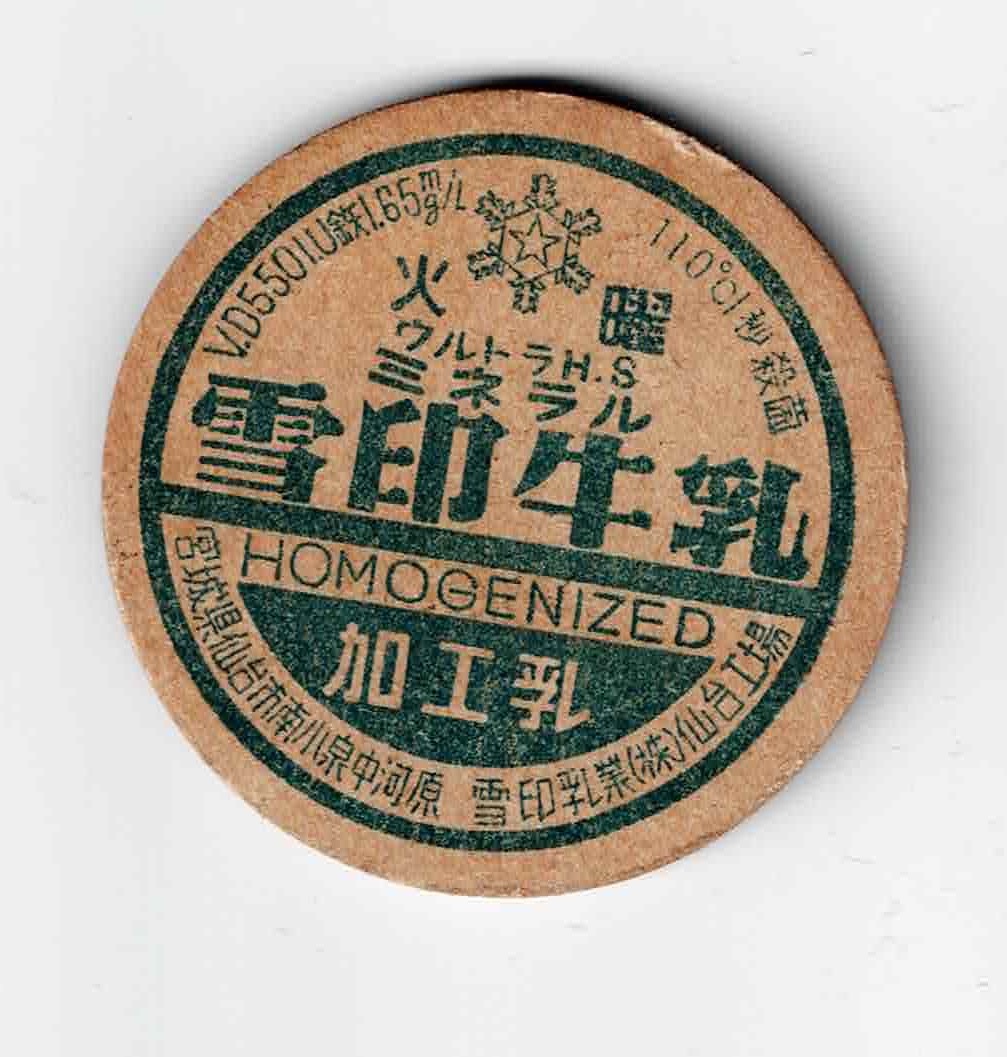 V.D550I.U鉄1.65mg/L
110°C1秒殺菌
火曜
ウルトラH.S
ミネラル
雪印牛乳
HOMOGENIZED
加工乳
宮城県仙台市南小泉中河原 雪印乳業(株)仙台工場